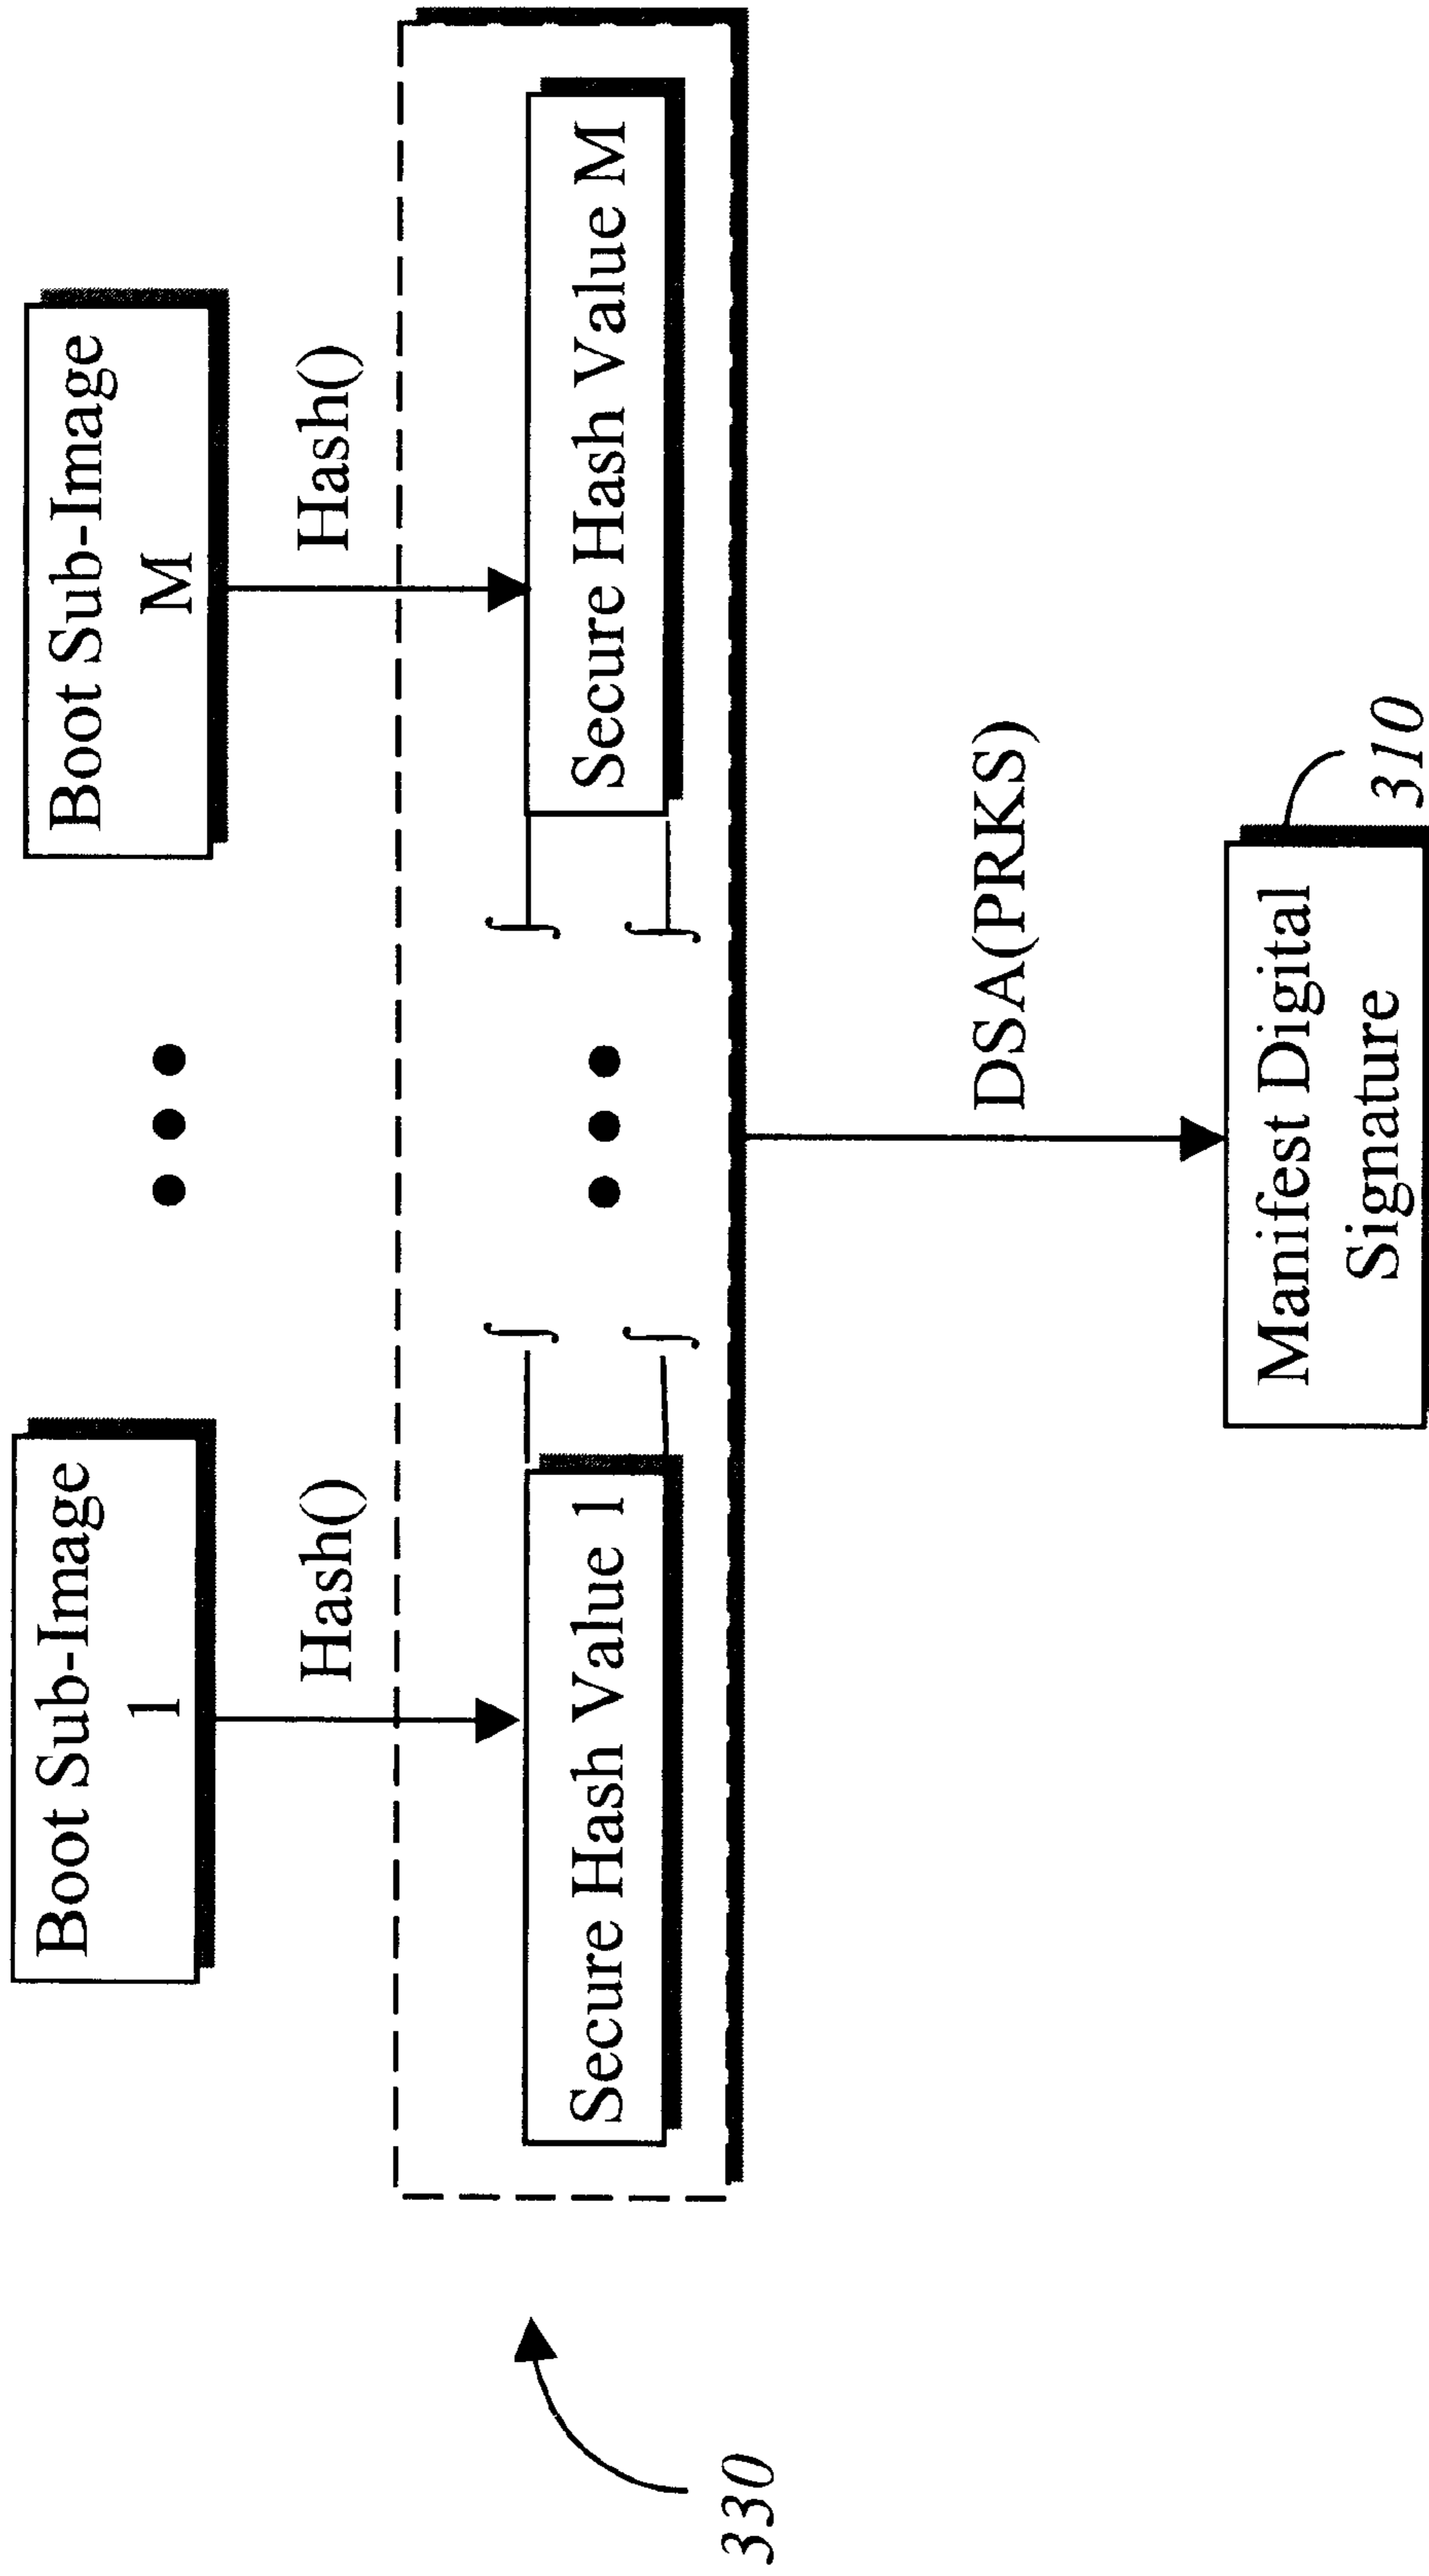 Boot Sub-Image
1
Boot Sub-Image
M
Hash()
Hash()
Secure Hash Value 1
Secure Hash Value M
330
DSA(PRKS)
Manifest Digital
Signature
310